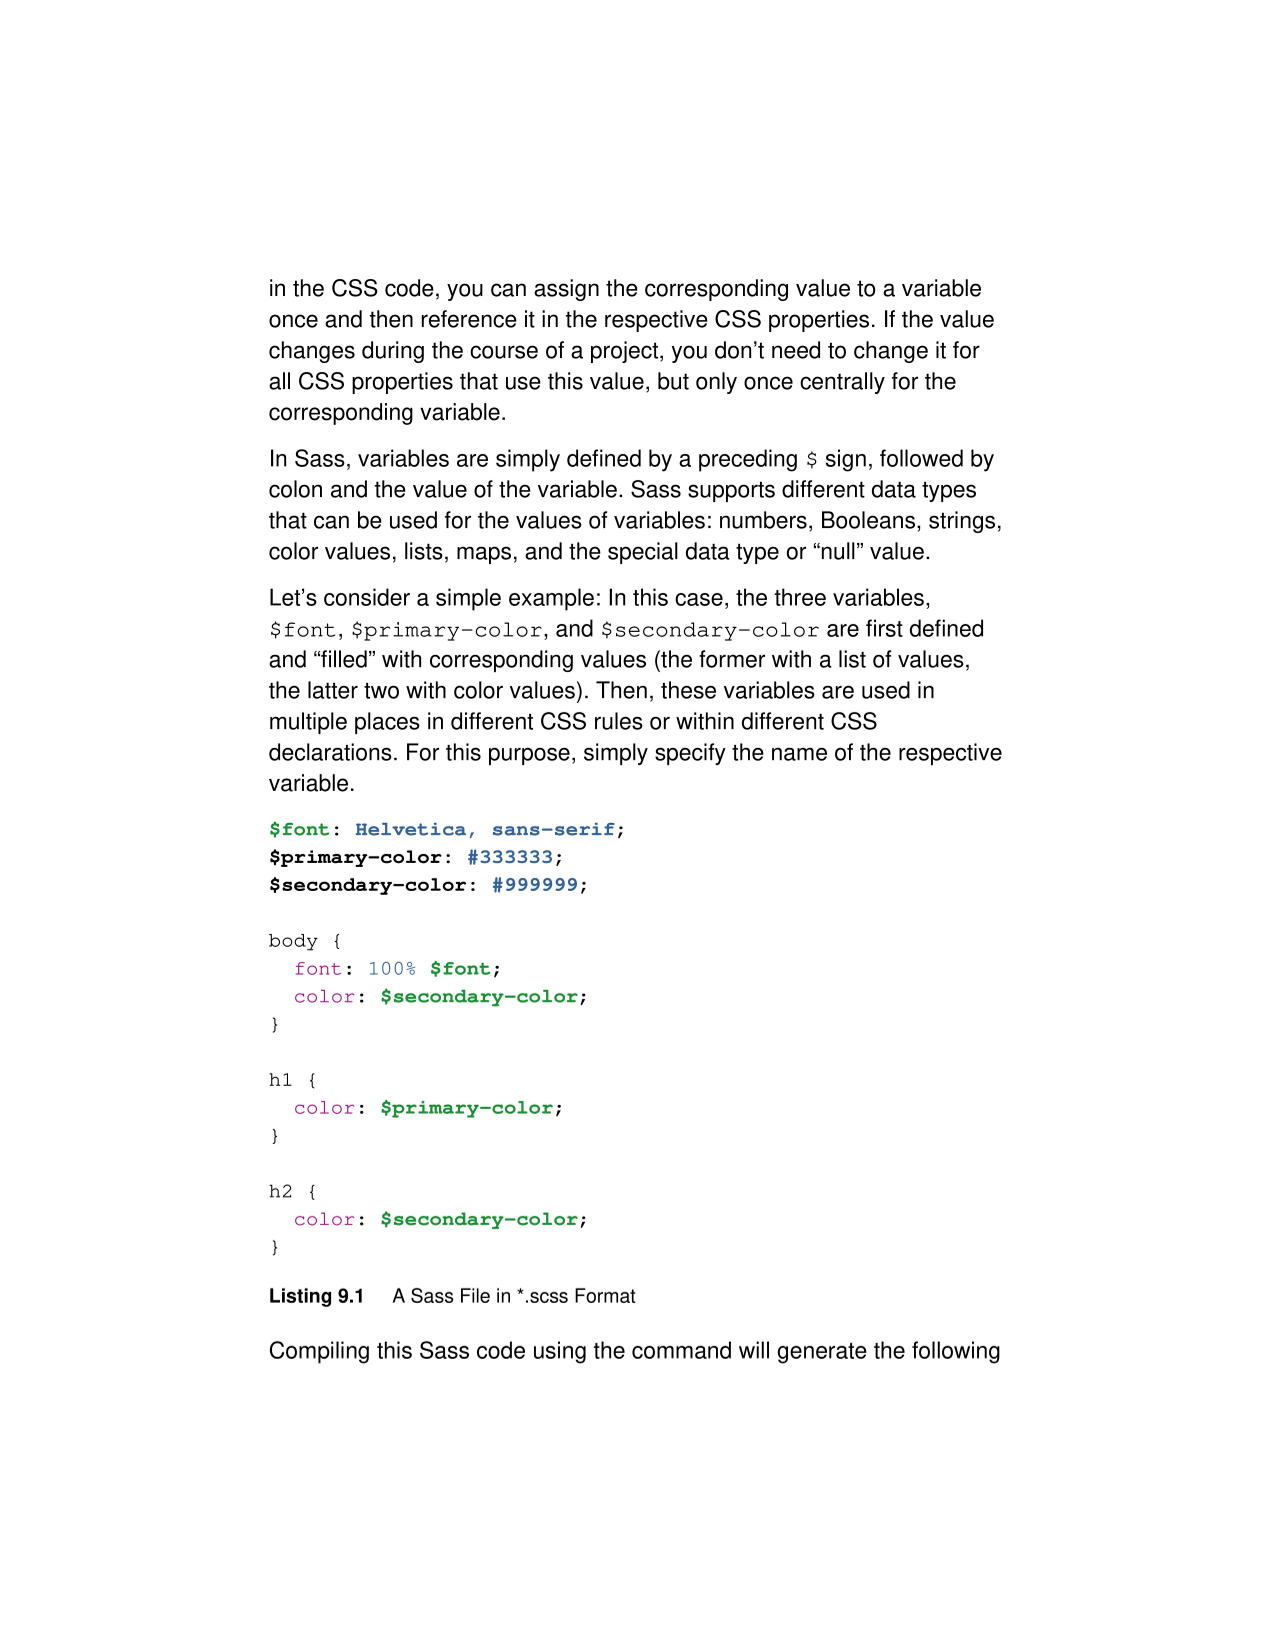 in the CSS code, you can assign the corresponding value to a variable
once and then reference it in the respective CSS properties. If the value
changes during the course of a project, you don’t need to change it for
all CSS properties that use this value, but only once centrally for the
corresponding variable.
In Sass, variables are simply defined by a preceding $ sign, followed by
colon and the value of the variable. Sass supports different data types
that can be used for the values of variables: numbers, Booleans, strings,
color values, lists, maps, and the special data type or “null” value.
Let’s consider a simple example: In this case, the three variables,
$font, $primary-color, and $secondary-color are first defined
and “filled” with corresponding values (the former with a list of values,
the latter two with color values). Then, these variables are used in
multiple places in different CSS rules or within different CSS
declarations. For this purpose, simply specify the name of the respective
variable.
$font: Helvetica, sans-serif;
$primary-color: #333333;
$secondary-color: #999999;
body {
  font: 100% $font;
  color: $secondary-color;
}
h1 {
  color: $primary-color;
}
h2 {
  color: $secondary-color;
}
Listing 9.1 A Sass File in *.scss Format
Compiling this Sass code using the command will generate the following